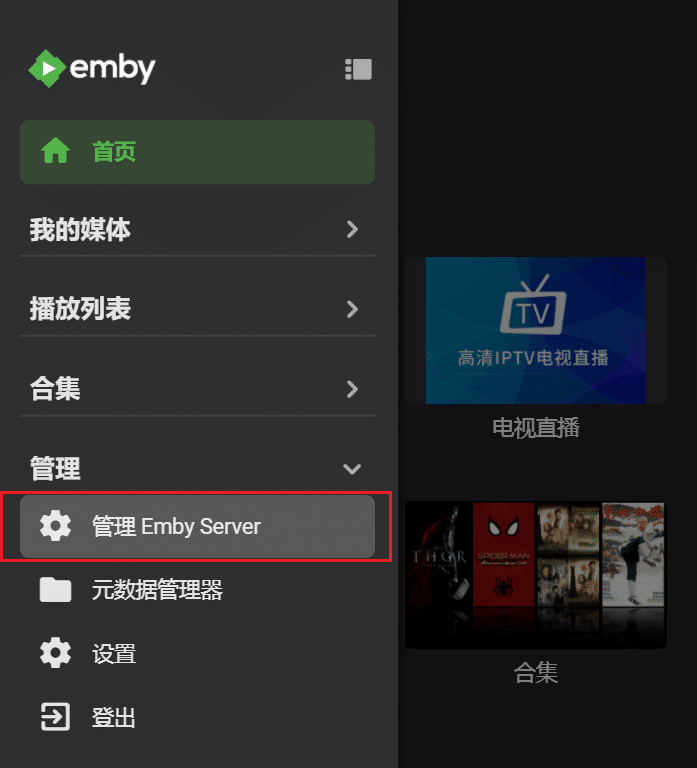 emby
首页
我的媒体
播放列表
合集
管理
管理 Emby Server
元数据管理器
设置
登出
TV
高清IPTV电视直播
电视直播
THOR
SPIDER-MAN
合集